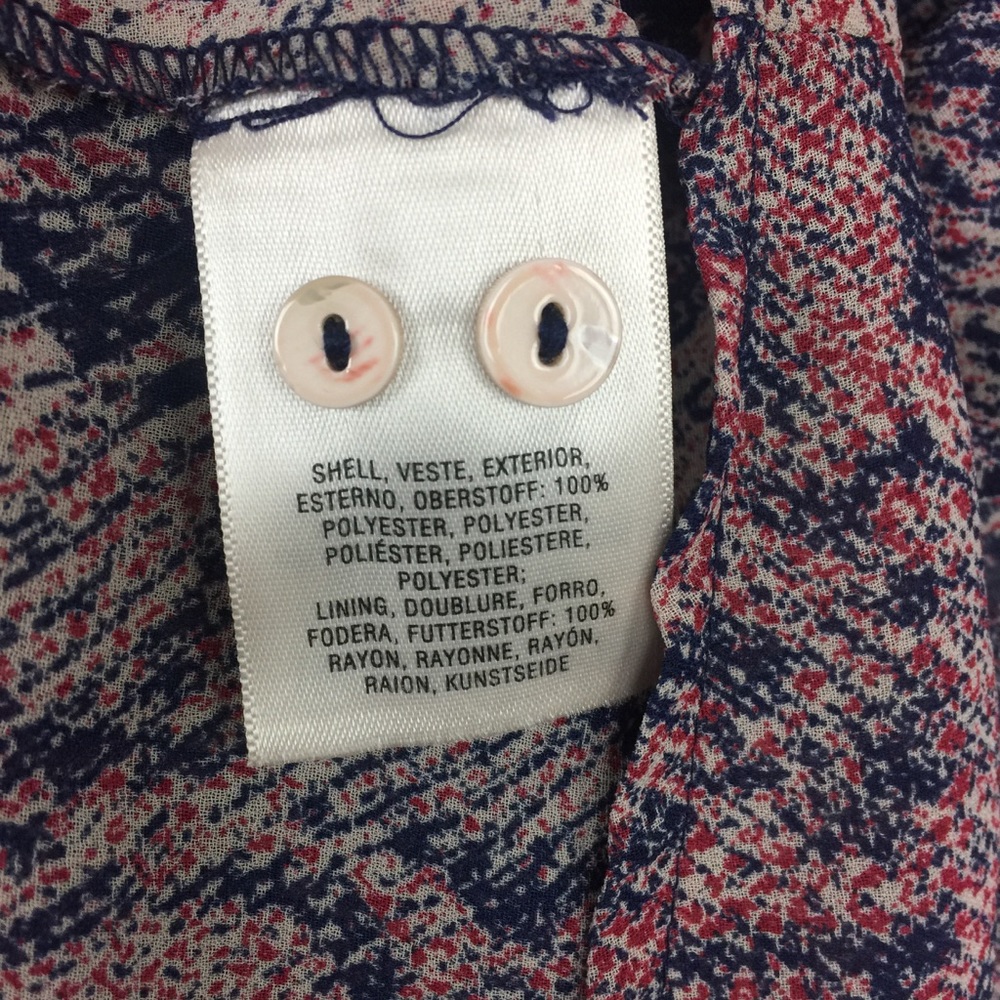 SHELL, VESTE, EXTERIOR,
ESTERNO, OBERSTOFF: 100%
POLYESTER, POLYESTER,
POLIÉSTER, POLIESTERE,
POLYESTER;
LINING, DOUBLURE, FORRO,
FODERA, FUTTERSTOFF: 100%
RAYON, RAYONNE, RAYÓN,
RAION, KUNSTSEIDE